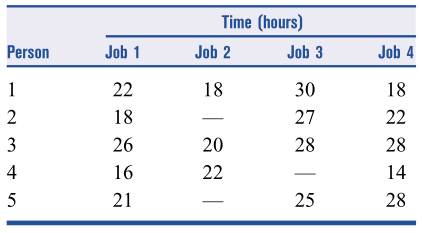 Time (hours)
Person Job 1 Job 2 Job 3 Job 4
1 22 18 30 18
2 18 — 27 22
3 26 20 28 28
4 16 22 — 14
5 21 — 25 28